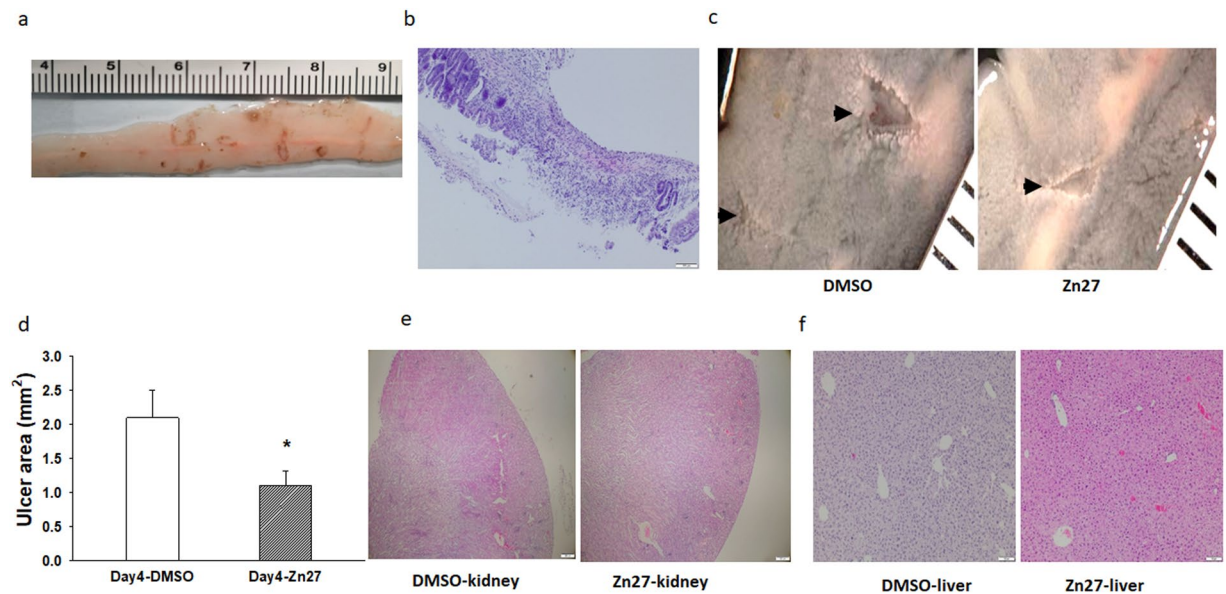 a
b
c
4 5 6 7 8 9
DMSO
Zn27
d
e
f
Ulcer area (mm²)
3.0
2.5
2.0
1.5
1.0
0.5
0.0
*
Day4-DMSO
Day4-Zn27
DMSO-kidney
Zn27-kidney
DMSO-liver
Zn27-liver